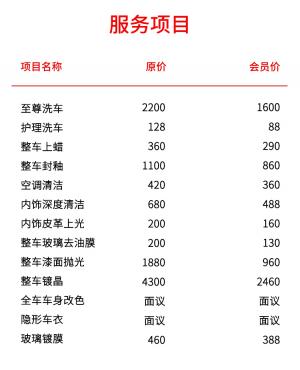 服务项目
项目名称 原价 会员价
至尊洗车 2200 1600
护理洗车 128 88
整车上蜡 360 290
整车封釉 1100 860
空调清洁 420 360
内饰深度清洁 680 488
内饰皮革上光 200 160
整车玻璃去油膜 200 130
整车漆面抛光 1880 960
整车镀晶 4300 2460
全车车身改色 面议 面议
隐形车衣 面议 面议
玻璃镀膜 460 388